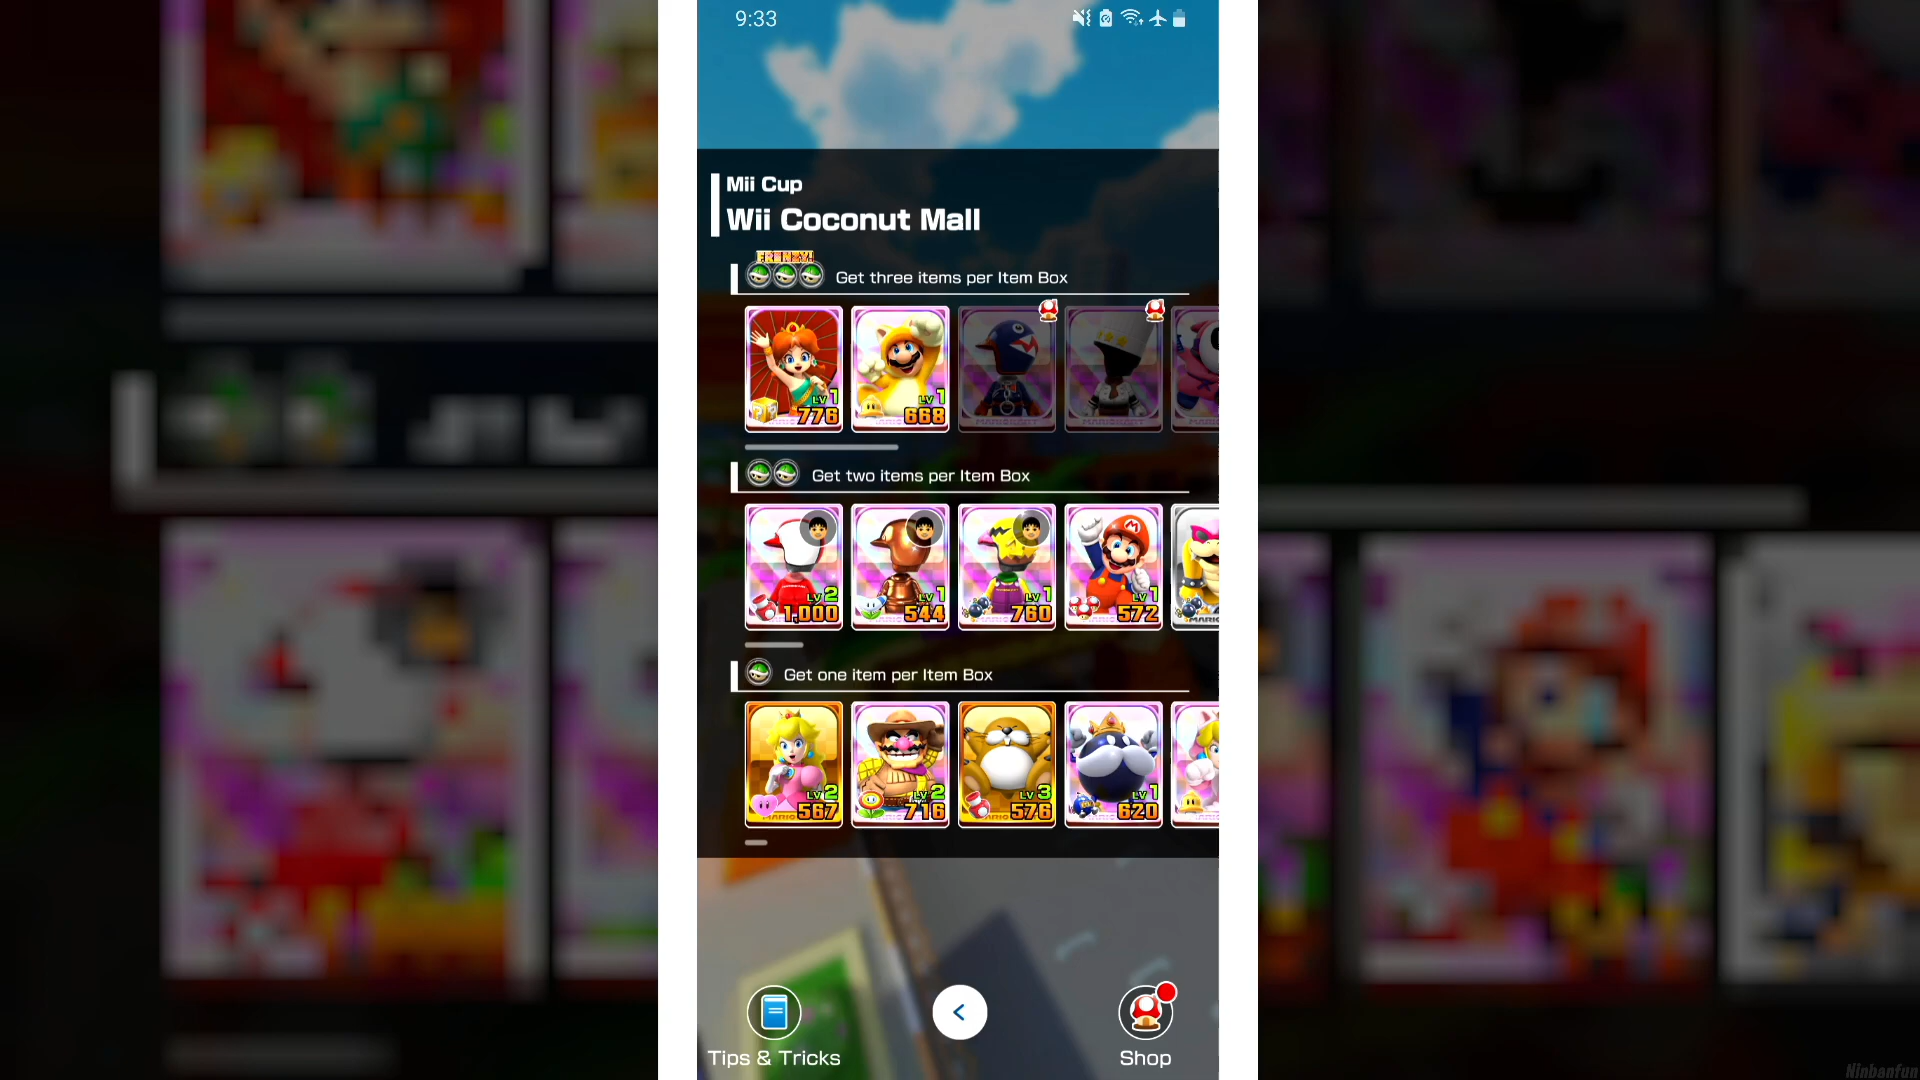 9:33
Mii Cup
Wii Coconut Mall
FRENZY!
Get three items per Item Box
LV 1
776
LV 1
668
Get two items per Item Box
LV 2
1,000
LV 1
544
LV 1
760
LV 1
572
Get one item per Item Box
LV 2
567
LV 2
716
LV 3
576
LV 1
620
Tips & Tricks
<
Shop
Ninbanfan